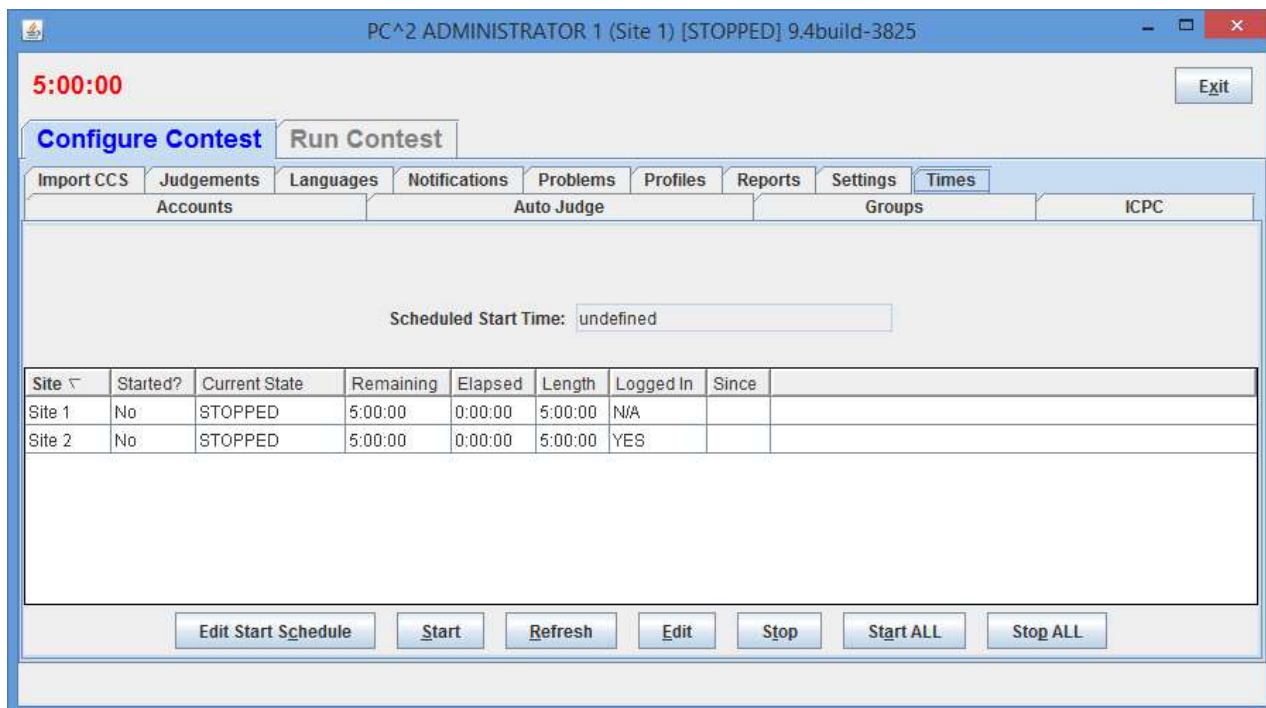 PC^2 ADMINISTRATOR 1 (Site 1) [STOPPED] 9.4build-3825
5:00:00 Exit
Configure Contest Run Contest
Import CCS Judgements Languages Notifications Problems Profiles Reports Settings Times
Accounts Auto Judge Groups ICPC
Scheduled Start Time: undefined
Site Started? Current State Remaining Elapsed Length Logged In Since
Site 1 No STOPPED 5:00:00 0:00:00 5:00:00 N/A
Site 2 No STOPPED 5:00:00 0:00:00 5:00:00 YES
Edit Start Schedule Start Refresh Edit Stop Start ALL Stop ALL